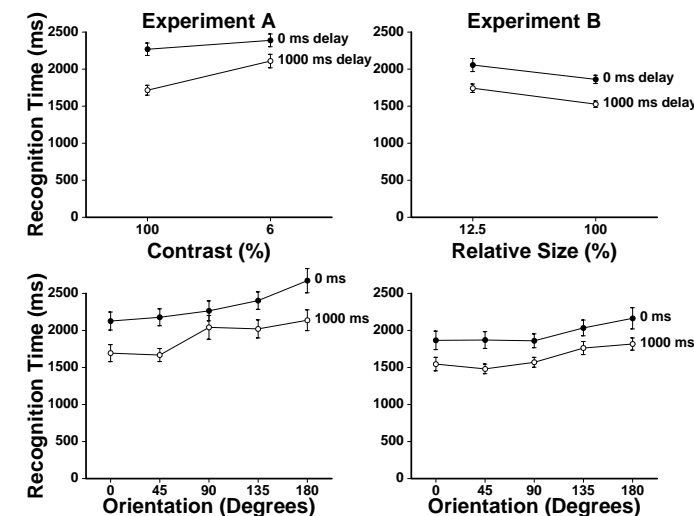 Experiment A
Recognition Time (ms)
2500
2000
1500
1000
500
0
0 ms delay
1000 ms delay
100
6
Contrast (%)
Experiment B
2500
2000
1500
1000
500
0
0 ms delay
1000 ms delay
12.5
100
Relative Size (%)
Recognition Time (ms)
2500
2000
1500
1000
500
0
0 ms
1000 ms
0 45 90 135 180
Orientation (Degrees)
2500
2000
1500
1000
500
0
0 ms
1000 ms
0 45 90 135 180
Orientation (Degrees)